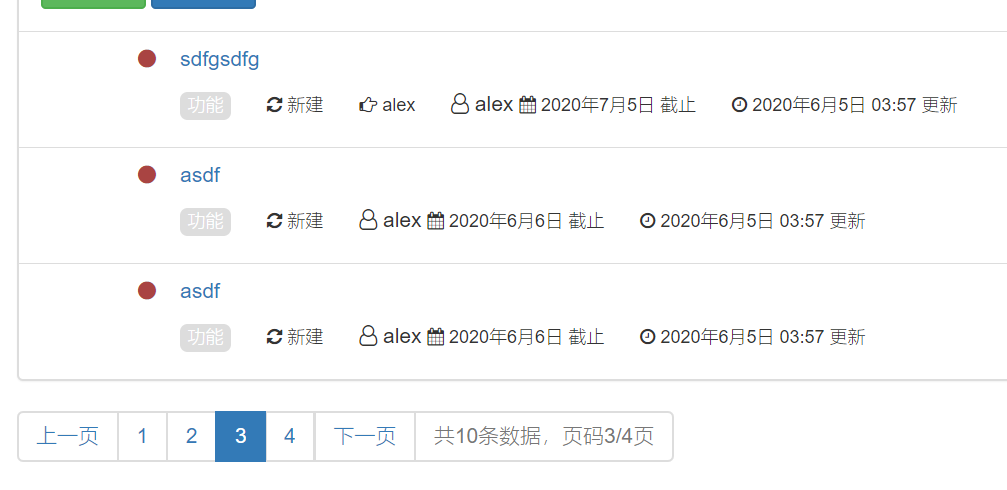 sdfgsdfg
功能 新建 alex alex 2020年7月5日 截止 2020年6月5日 03:57 更新
asdf
功能 新建 alex 2020年6月6日 截止 2020年6月5日 03:57 更新
asdf
功能 新建 alex 2020年6月6日 截止 2020年6月5日 03:57 更新
上一页 1 2 3 4 下一页 共10条数据，页码3/4页